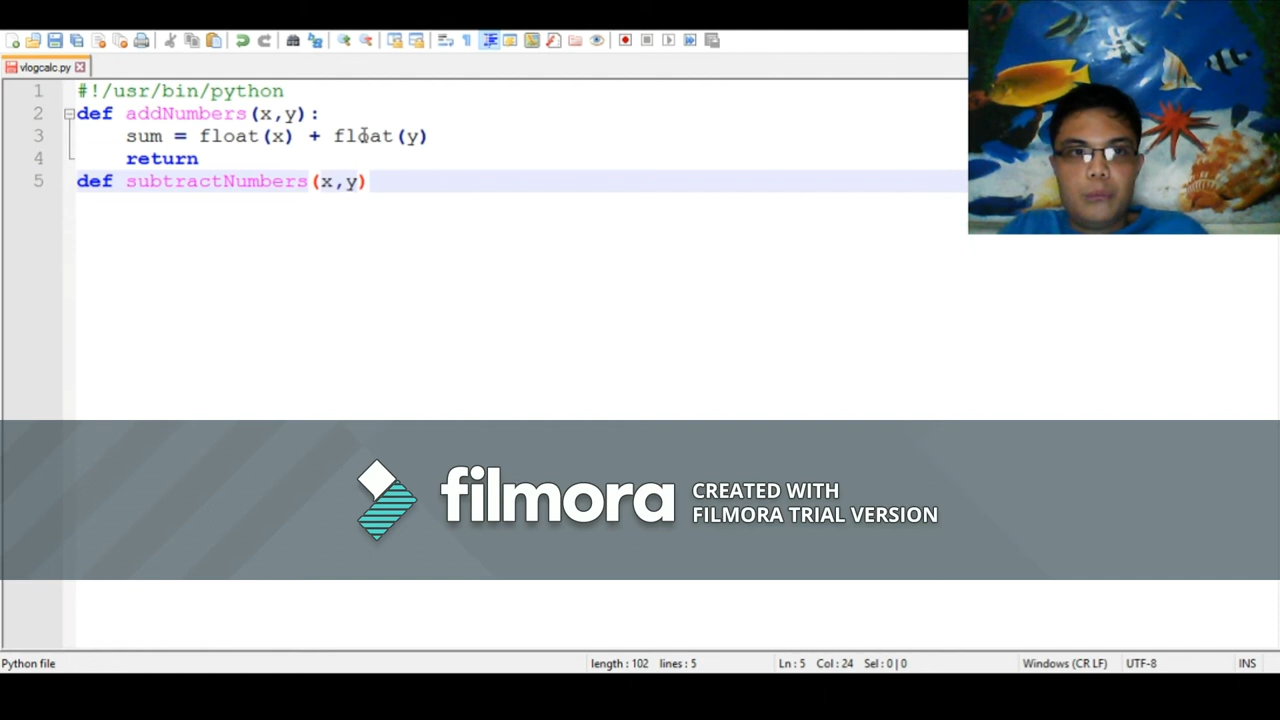 vlogcalc.py
1 #!/usr/bin/python
2 def addNumbers(x,y):
3 sum = float(x) + float(y)
4 return
5 def subtractNumbers(x,y)
filmora CREATED WITH
FILMORA TRIAL VERSION
Python file length : 102 lines : 5 Ln : 5 Col : 24 Sel : 0 | 0 Windows (CR LF) UTF-8 INS